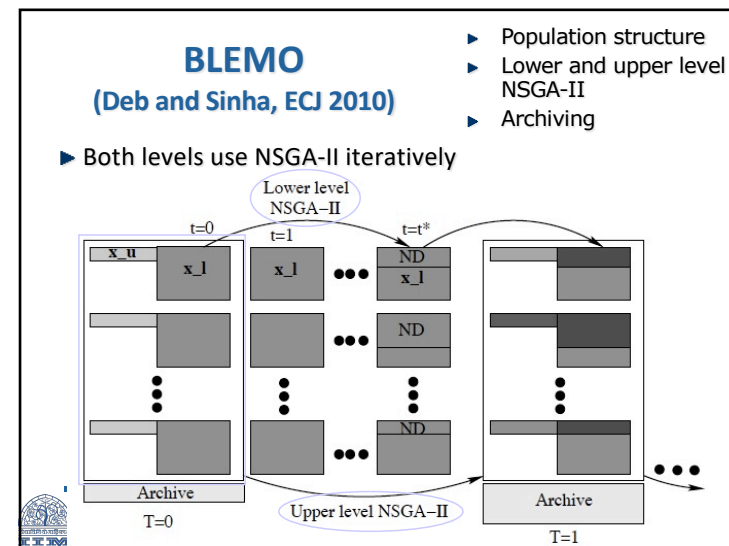 BLEMO
(Deb and Sinha, ECJ 2010)
Population structure
Lower and upper level
NSGA-II
Archiving
Both levels use NSGA-II iteratively
Lower level
NSGA−II
t=0
t=1
t=t*
x_u
x_l
x_l
ND
x_l
ND
ND
Archive
Upper level NSGA−II
Archive
T=0
T=1